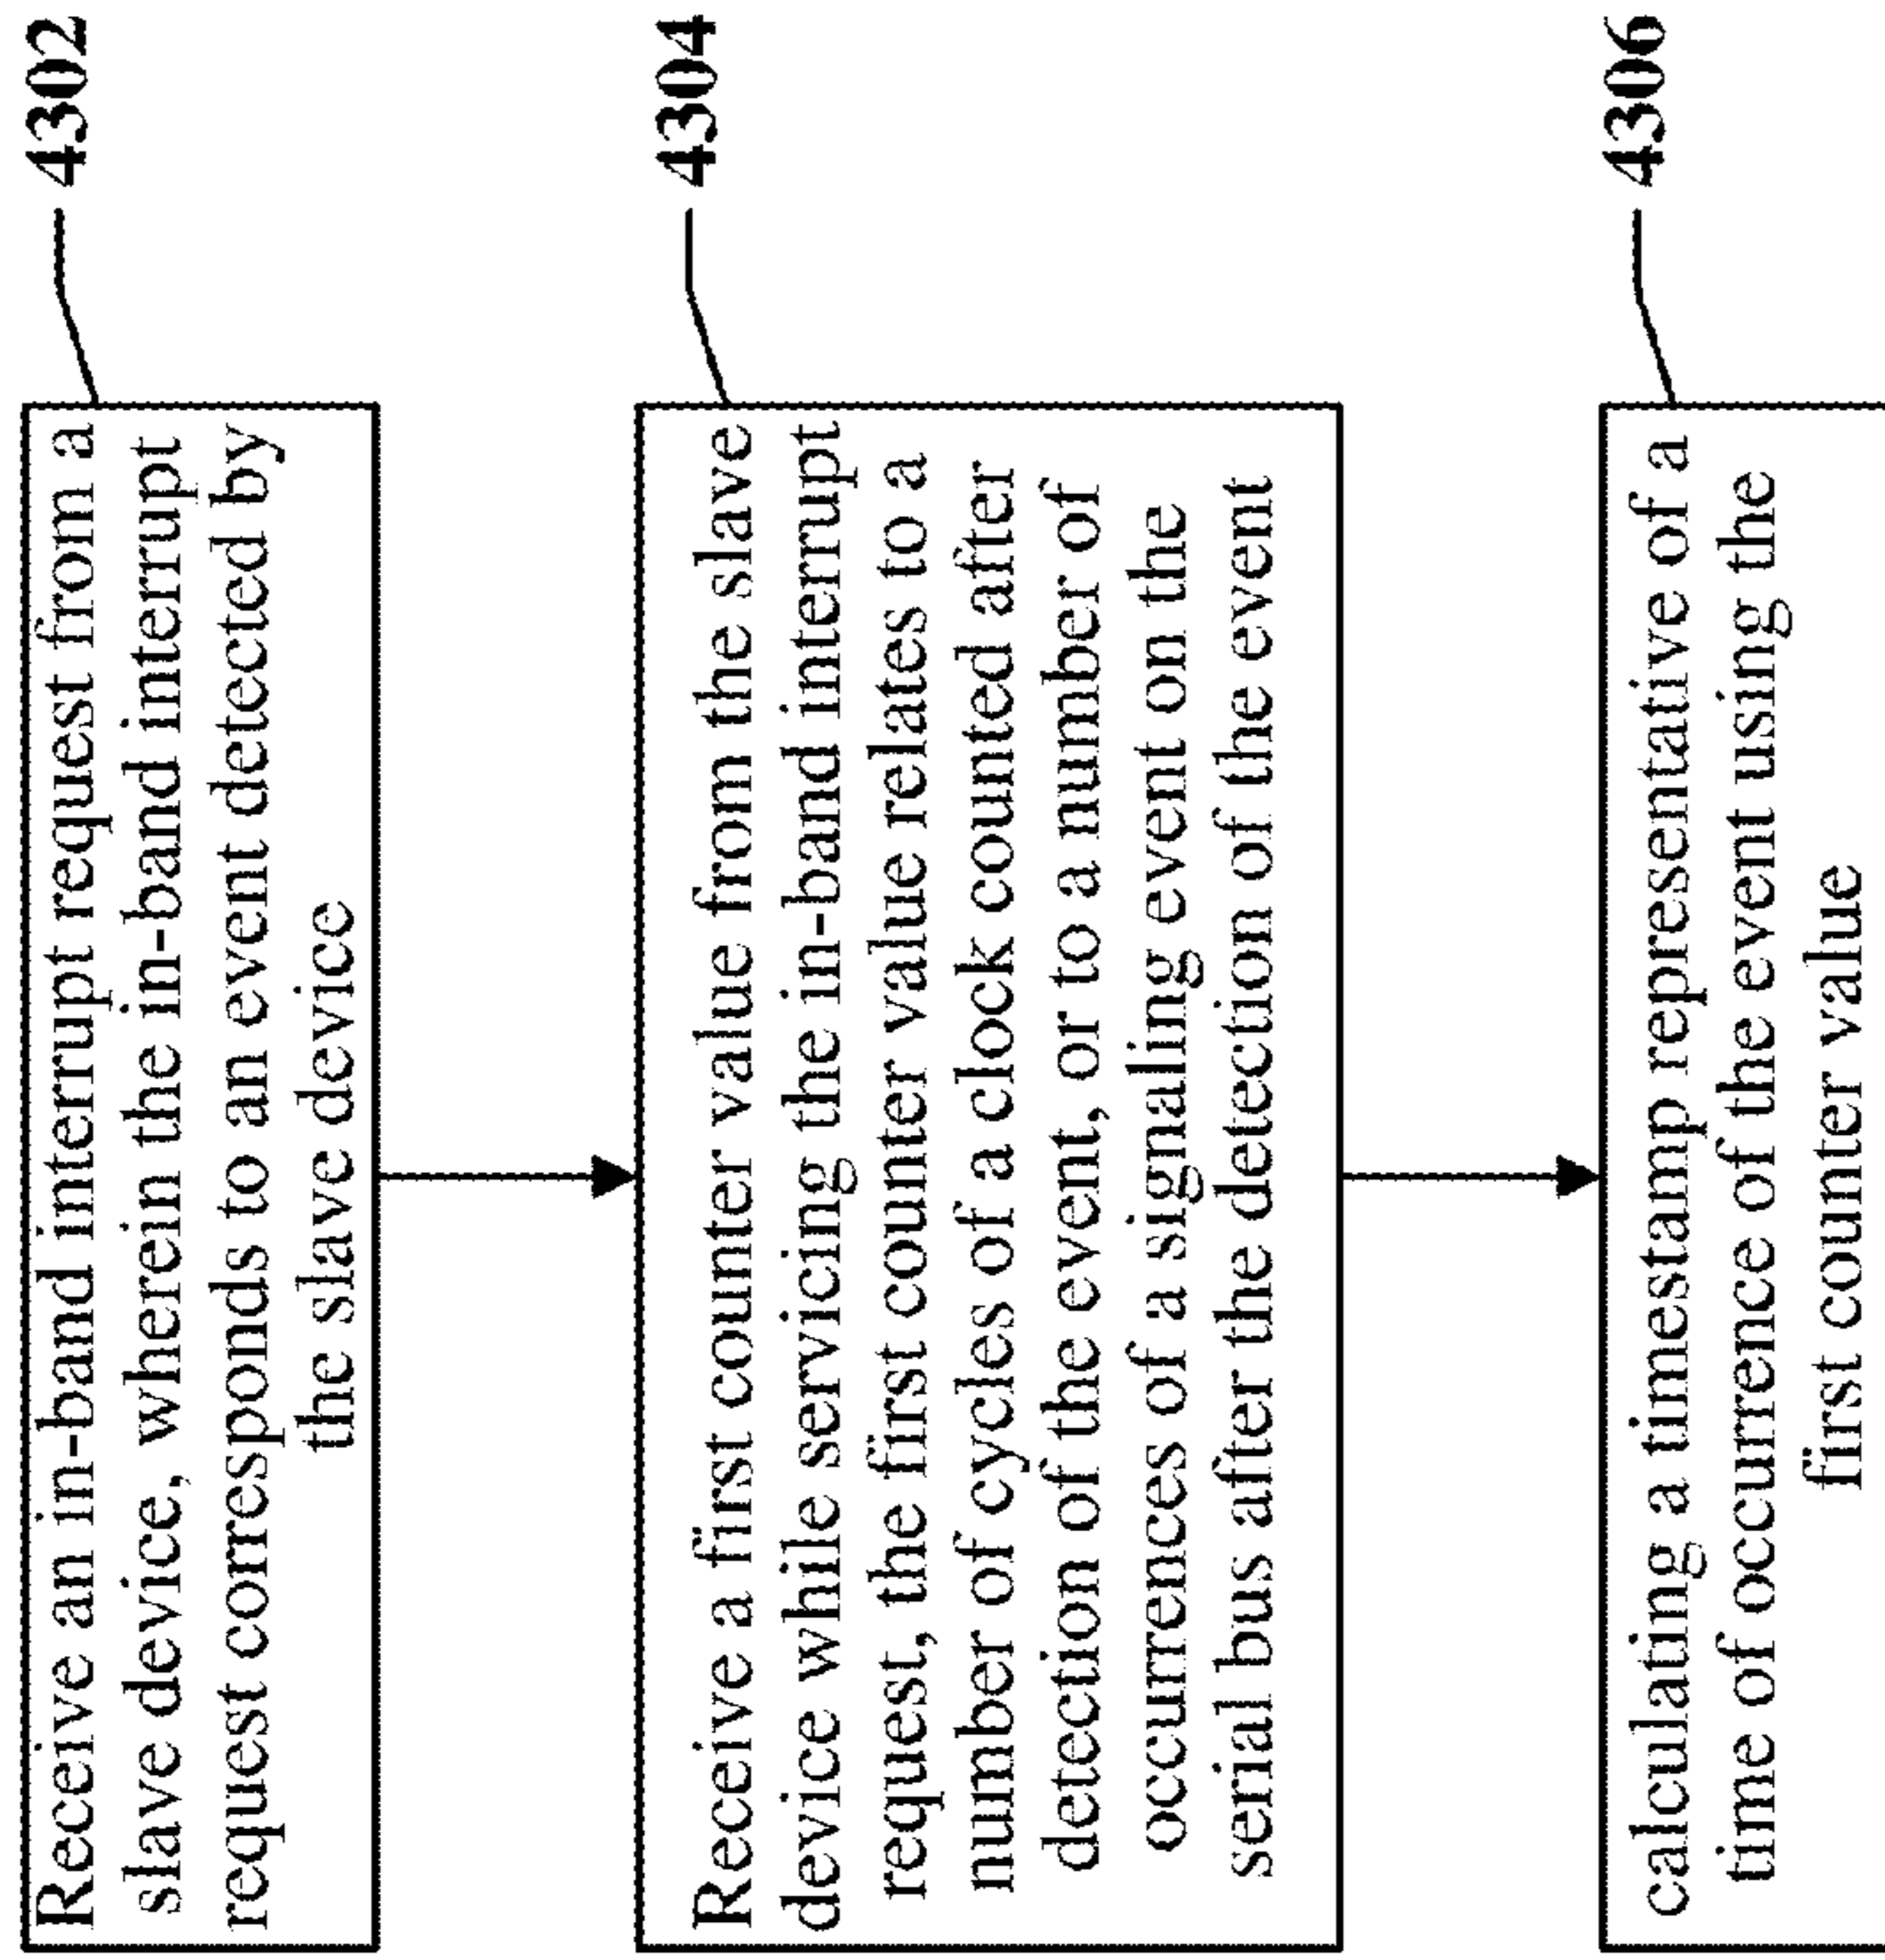 Receive an in-band interrupt request from a
slave device, wherein the in-band interrupt
request corresponds to an event detected by
the slave device
4302
Receive a first counter value from the slave
device while servicing the in-band interrupt
request, the first counter value relates to a
number of cycles of a clock counted after
detection of the event, or to a number of
occurrences of a signaling event on the
serial bus after the detection of the event
4304
calculating a timestamp representative of a
time of occurrence of the event using the
first counter value
4306